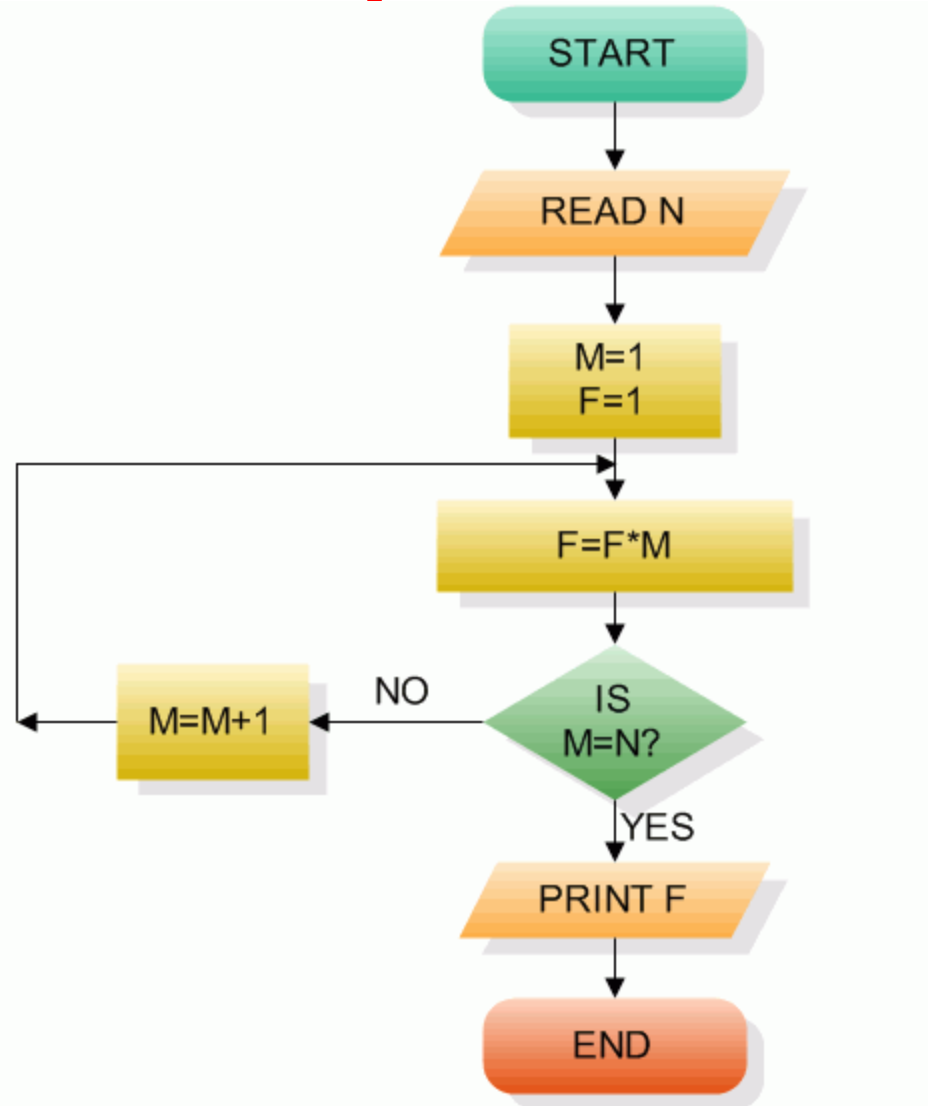 START
READ N
M=1
F=1
F=F*M
NO
M=M+1
IS
M=N?
YES
PRINT F
END